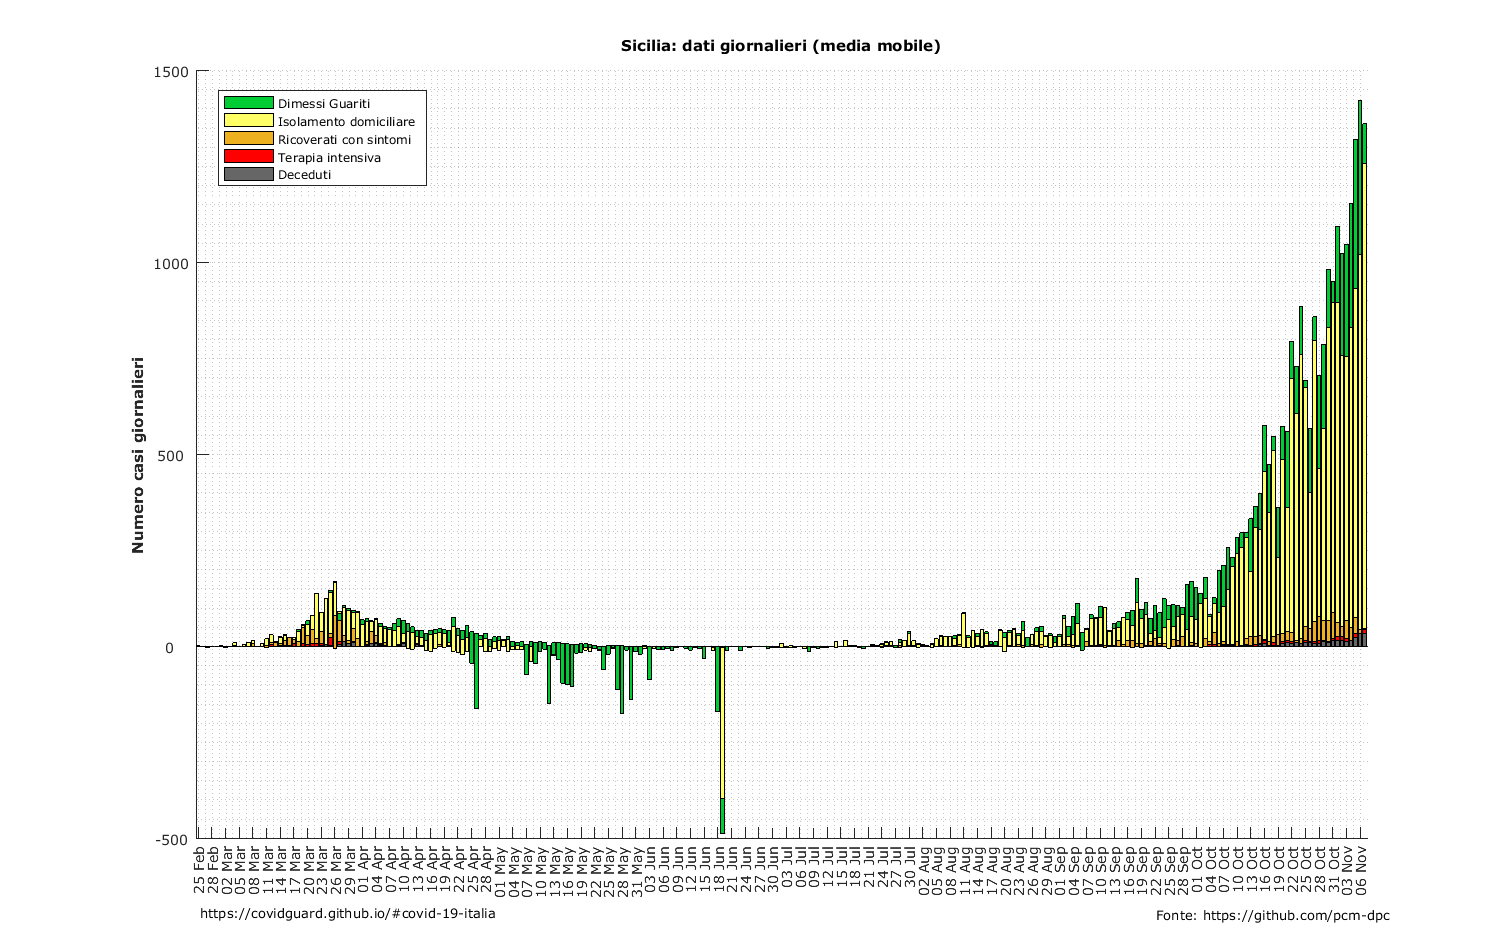 Sicilia: dati giornalieri (media mobile)
1500
1000
500
0
-500
Numero casi giornalieri
Dimessi Guariti
Isolamento domiciliare
Ricoverati con sintomi
Terapia intensiva
Deceduti
25 Feb
28 Feb
02 Mar
05 Mar
08 Mar
11 Mar
14 Mar
17 Mar
20 Mar
23 Mar
26 Mar
29 Mar
01 Apr
04 Apr
07 Apr
10 Apr
13 Apr
16 Apr
19 Apr
22 Apr
25 Apr
28 Apr
01 May
04 May
07 May
10 May
13 May
16 May
19 May
22 May
25 May
28 May
31 May
03 Jun
06 Jun
09 Jun
12 Jun
15 Jun
18 Jun
21 Jun
24 Jun
27 Jun
30 Jun
03 Jul
06 Jul
09 Jul
12 Jul
15 Jul
18 Jul
21 Jul
24 Jul
27 Jul
30 Jul
02 Aug
05 Aug
08 Aug
11 Aug
14 Aug
17 Aug
20 Aug
23 Aug
26 Aug
29 Aug
01 Sep
04 Sep
07 Sep
10 Sep
13 Sep
16 Sep
19 Sep
22 Sep
25 Sep
28 Sep
01 Oct
04 Oct
07 Oct
10 Oct
13 Oct
16 Oct
19 Oct
22 Oct
25 Oct
28 Oct
31 Oct
03 Nov
06 Nov
https://covidguard.github.io/#covid-19-italia
Fonte: https://github.com/pcm-dpc